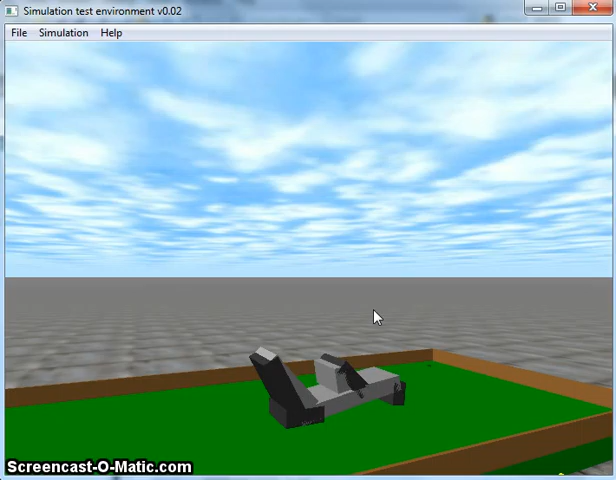 Simulation test environment v0.02
File Simulation Help
Screencast-O-Matic.com